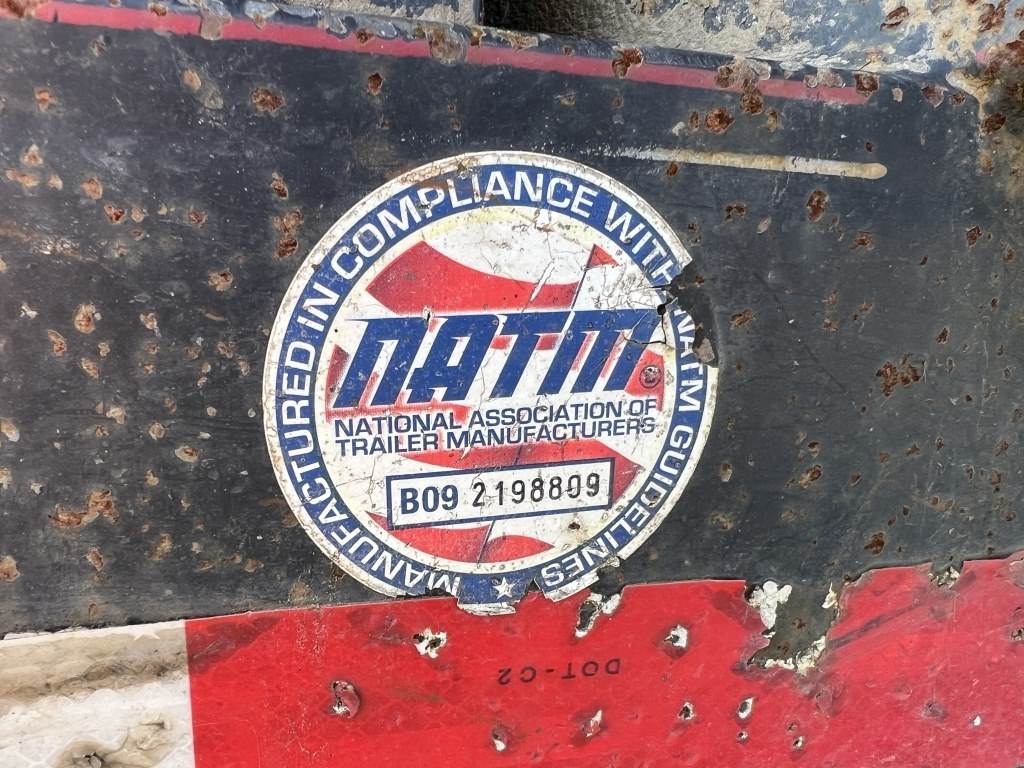 MANUFACTURED IN COMPLIANCE WITH NATM GUIDELINES
NATM
NATIONAL ASSOCIATION OF
TRAILER MANUFACTURERS
B09 2198809
DOT-C2